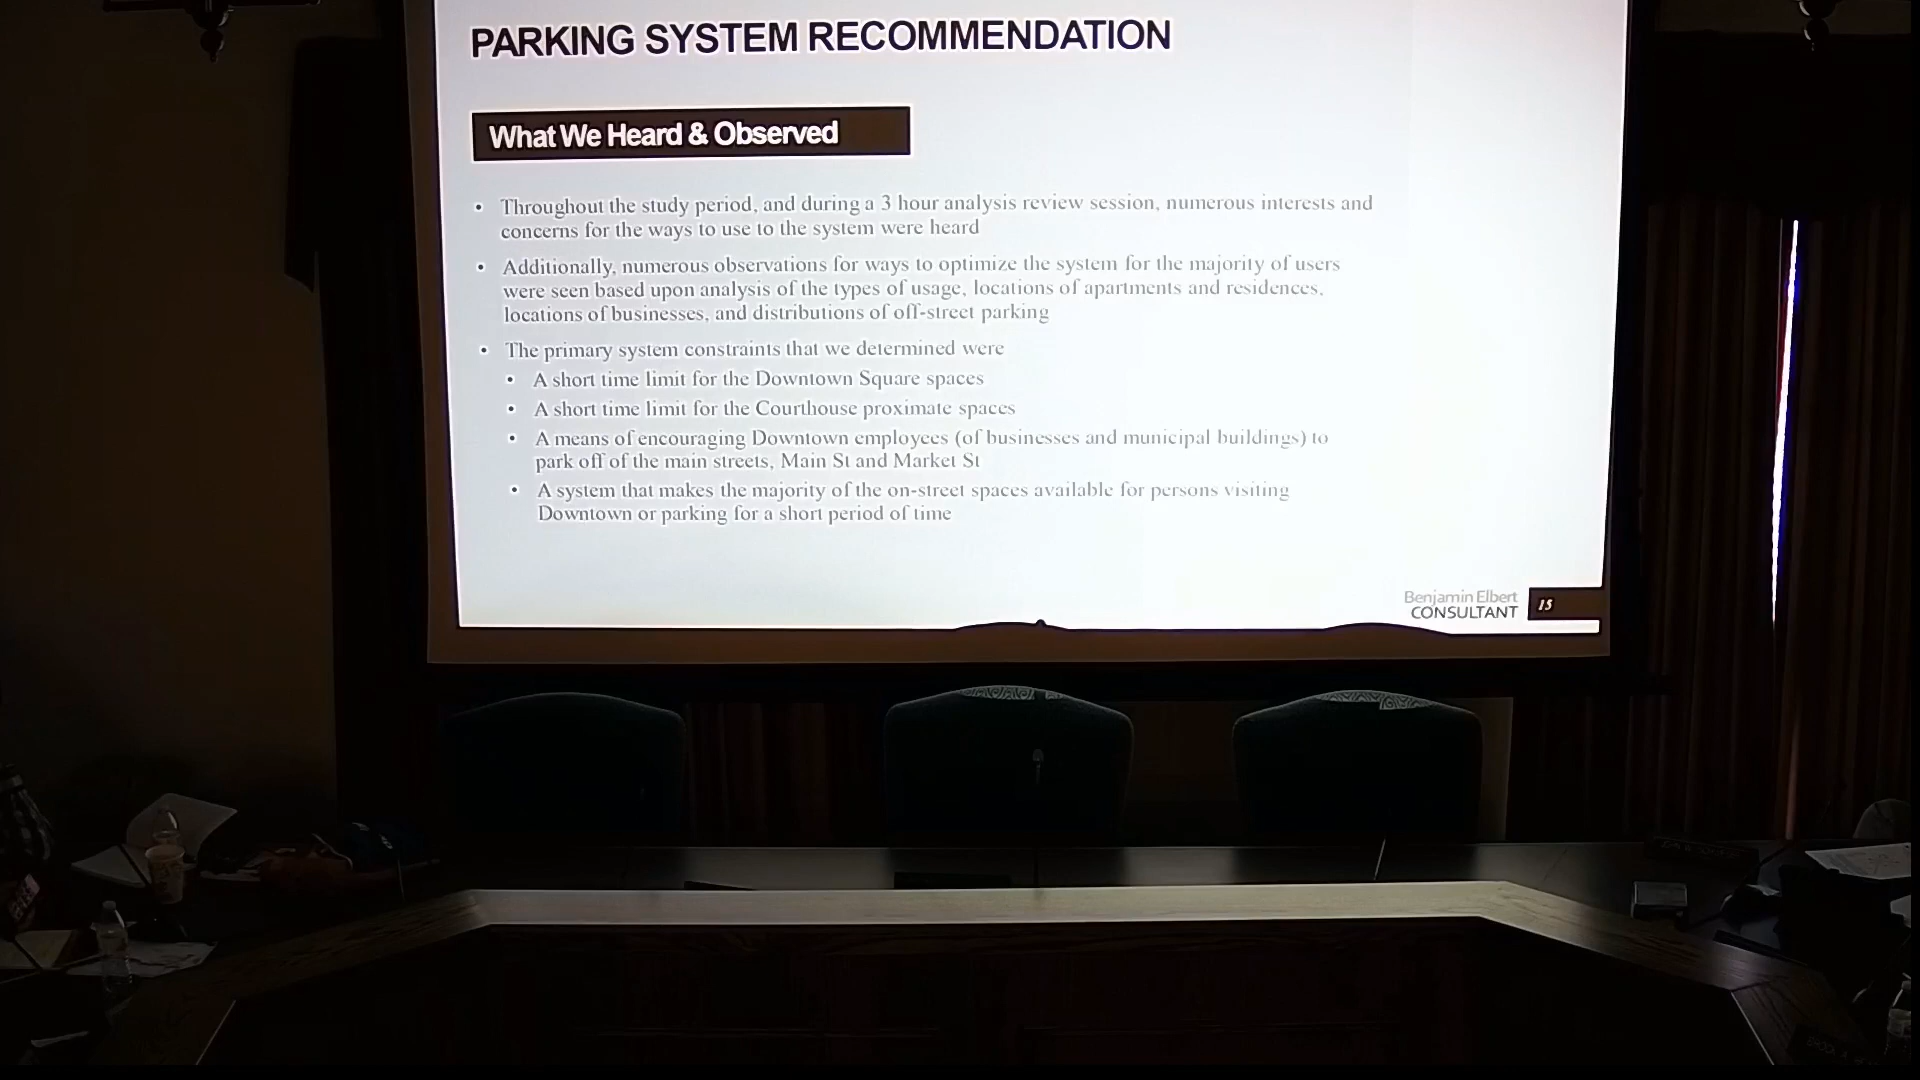 PARKING SYSTEM RECOMMENDATION
What We Heard & Observed
• Throughout the study period, and during a 3 hour analysis review session, numerous interests and
concerns for the ways to use to the system were heard
• Additionally, numerous observations for ways to optimize the system for the majority of users
were seen based upon analysis of the types of usage, locations of apartments and residences,
locations of businesses, and distributions of off-street parking
• The primary system constraints that we determined were
• A short time limit for the Downtown Square spaces
• A short time limit for the Courthouse proximate spaces
• A means of encouraging Downtown employees (of businesses and municipal buildings) to
park off of the main streets, Main St and Market St
• A system that makes the majority of the on-street spaces available for persons visiting
Downtown or parking for a short period of time
Benjamin Elbert
CONSULTANT
15